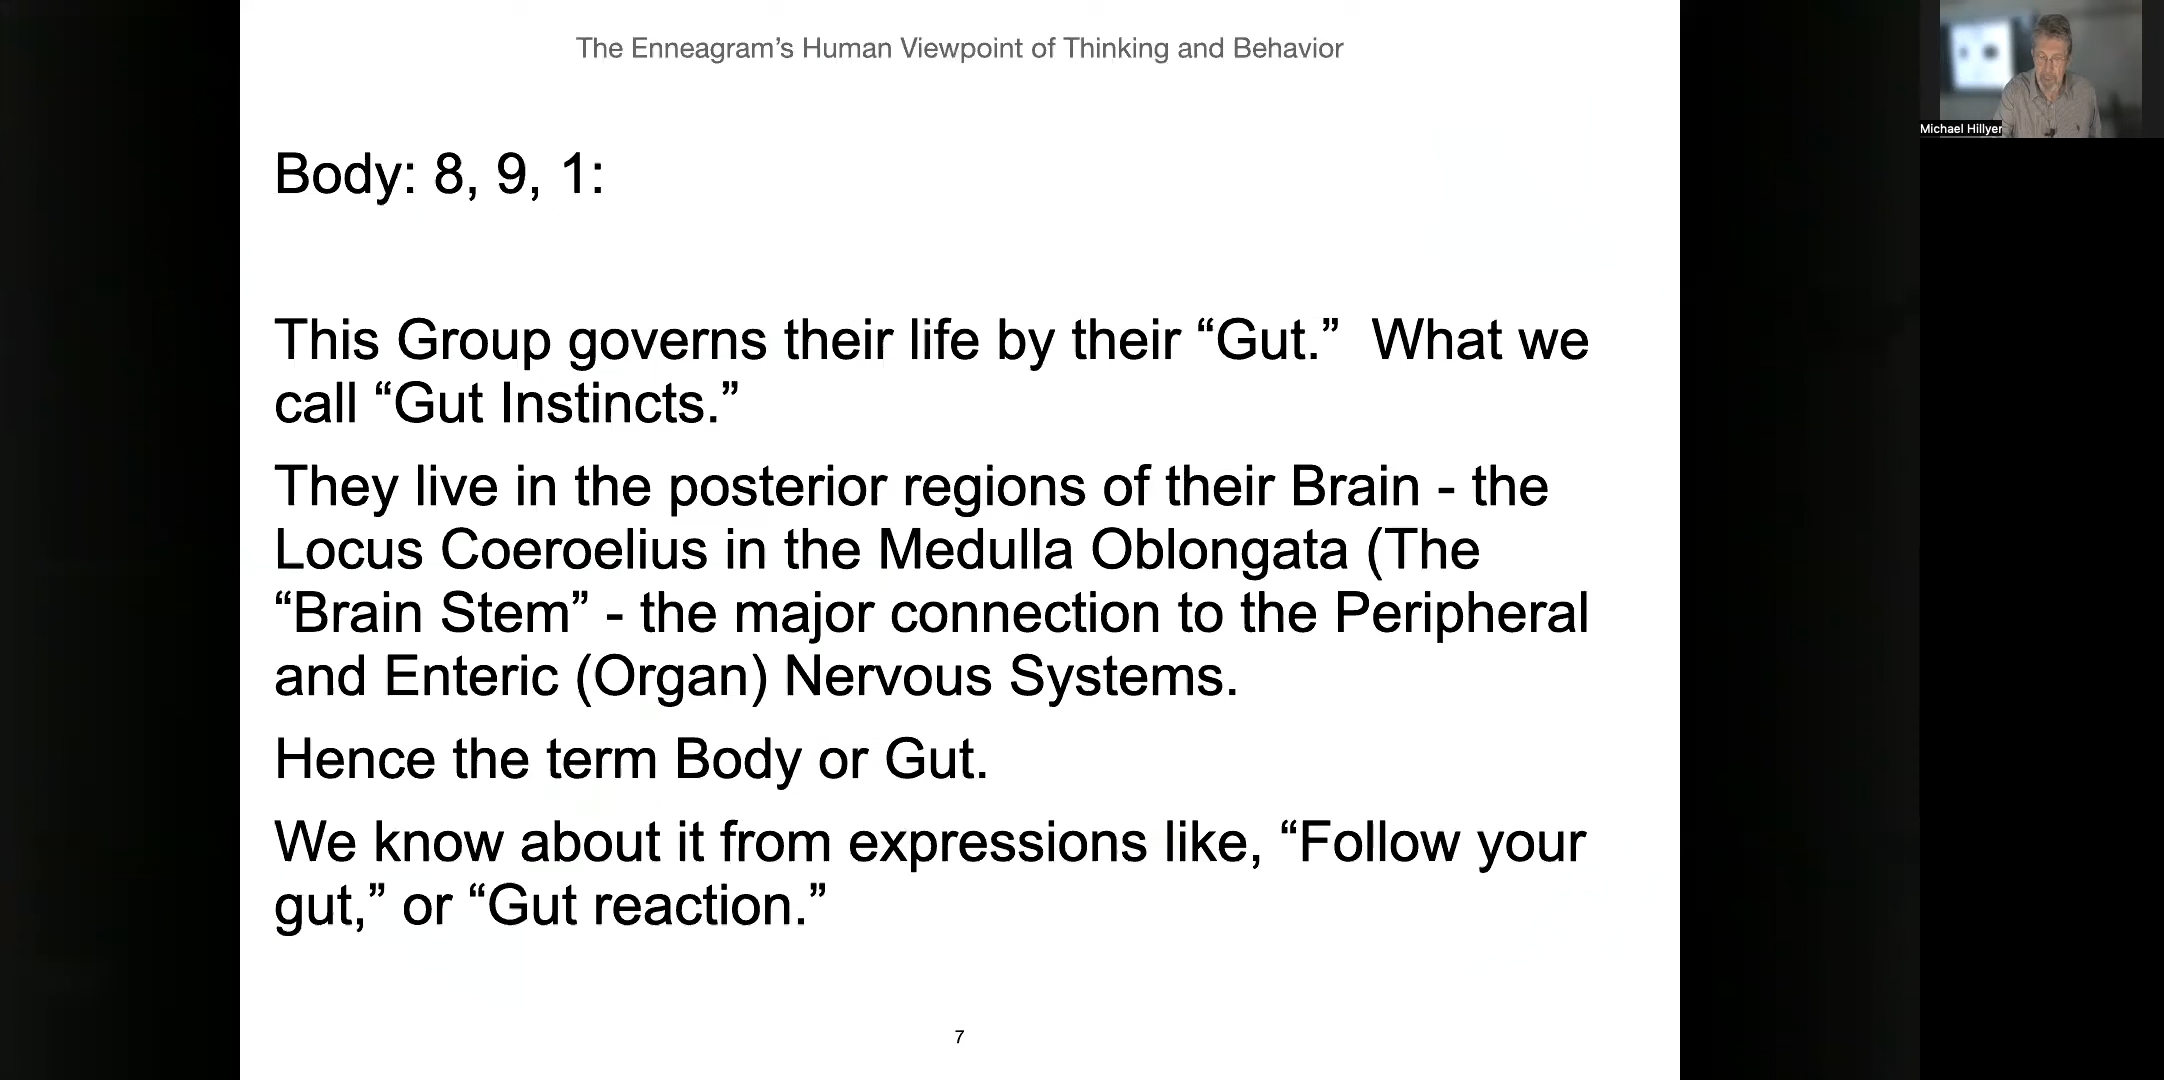 The Enneagram’s Human Viewpoint of Thinking and Behavior
Michael Hillyer
Body: 8, 9, 1:
This Group governs their life by their “Gut.”  What we
call “Gut Instincts.”
They live in the posterior regions of their Brain - the
Locus Coeroelius in the Medulla Oblongata (The
“Brain Stem” - the major connection to the Peripheral
and Enteric (Organ) Nervous Systems.
Hence the term Body or Gut.
We know about it from expressions like, “Follow your
gut,” or “Gut reaction.”
7